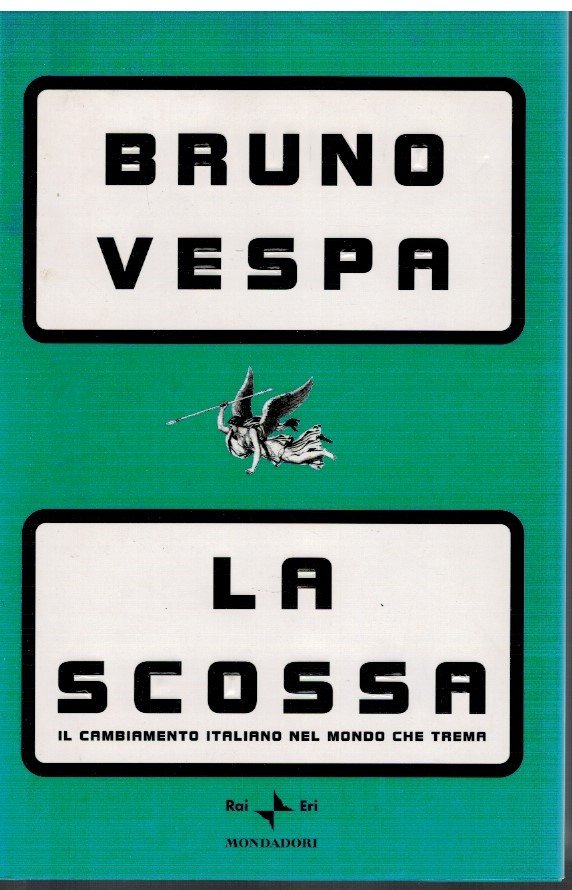 BRUNO
VESPA
LA
SCOSSA
IL CAMBIAMENTO ITALIANO NEL MONDO CHE TREMA
Rai Eri
MONDADORI